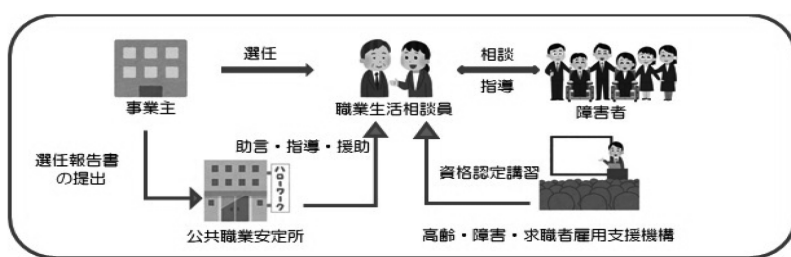 選任
相談
指導
事業主
職業生活相談員
障害者
選任報告書
の提出
助言・指導・援助
資格認定講習
ハローワーク
公共職業安定所
高齢・障害・求職者雇用支援機構